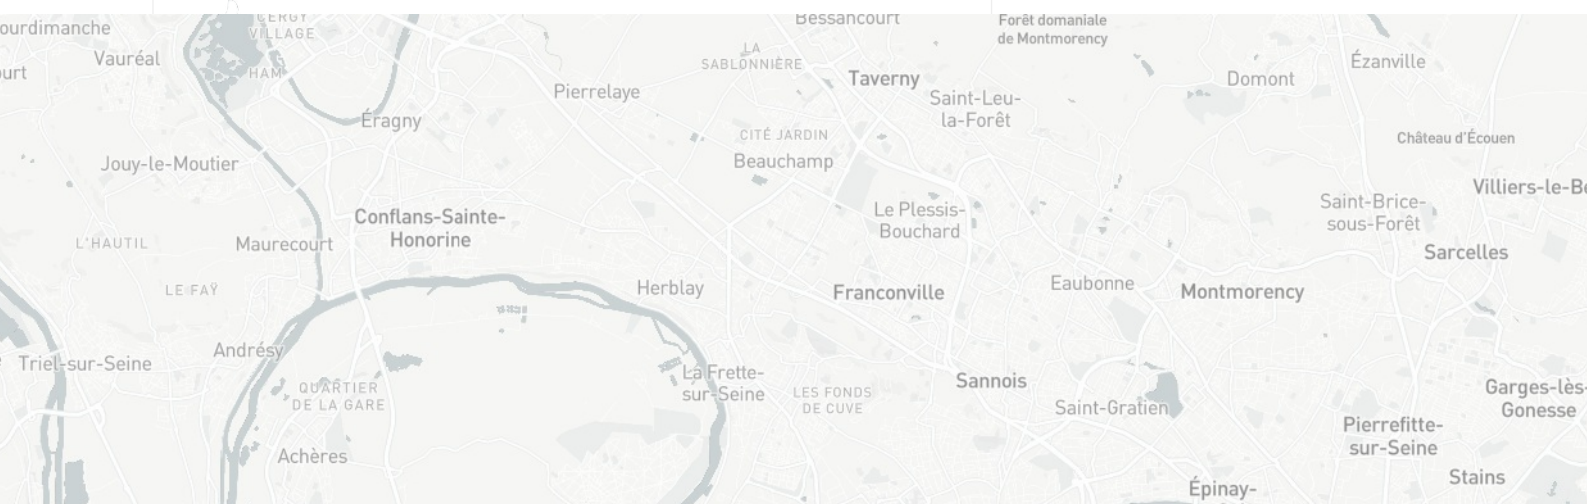 CERGY
VILLAGE
Bessancourt
Forêt domaniale
de Montmorency
ourdimanche
Vauréal
HAM
LA
SABLONNIÈRE
Taverny
Ézanville
Domont
Pierrelaye
Saint-Leu-
la-Forêt
Éragny
CITÉ JARDIN
Beauchamp
Château d'Écouen
Jouy-le-Moutier
Villiers-le-Be
Saint-Brice-
sous-Forêt
Le Plessis-
Bouchard
Conflans-Sainte-
Honorine
L'HAUTIL
Maurecourt
Sarcelles
LE FAŸ
Herblay
Franconville
Eaubonne
Montmorency
Andrésy
Triel-sur-Seine
La Frette-
sur-Seine
Sannois
QUARTIER
DE LA GARE
LES FONDS
DE CUVE
Saint-Gratien
Garges-lès-
Gonesse
Pierrefitte-
sur-Seine
Achères
Stains
Épinay-